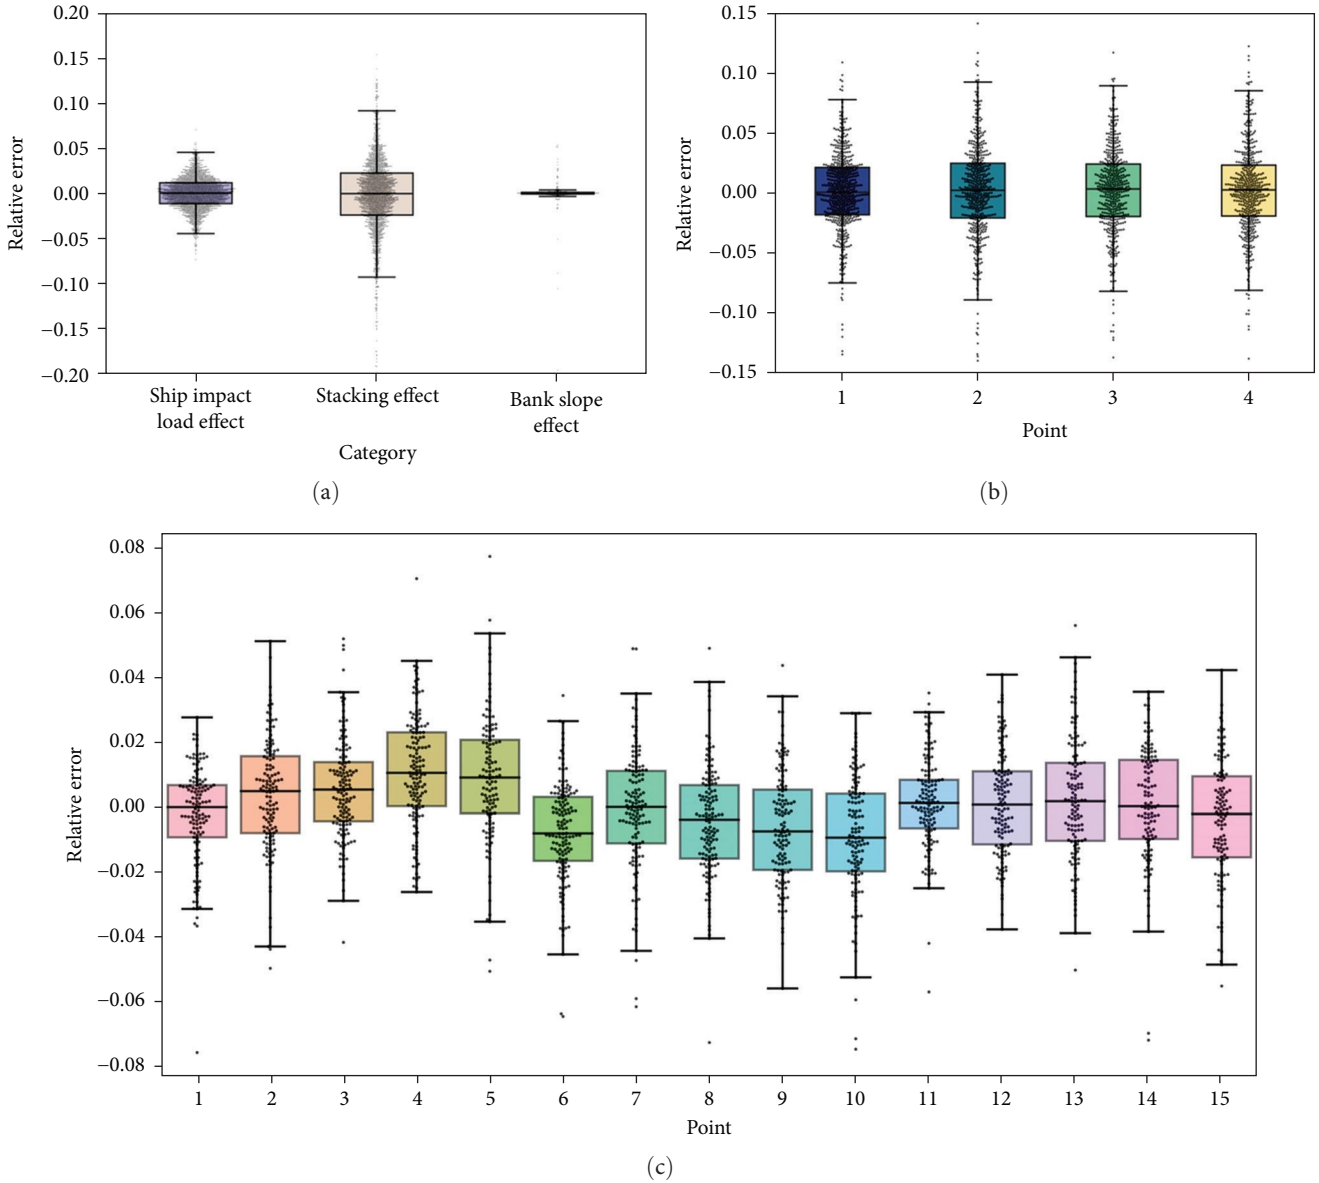 0.20
0.15
0.10
0.05
0.00
−0.05
−0.10
−0.15
−0.20
Relative error
Ship impact
load effect
Stacking effect
Bank slope
effect
Category
(a)
0.15
0.10
0.05
0.00
−0.05
−0.10
−0.15
Relative error
1 2 3 4
Point
(b)
0.08
0.06
0.04
0.02
0.00
−0.02
−0.04
−0.06
−0.08
Relative error
1 2 3 4 5 6 7 8 9 10 11 12 13 14 15
Point
(c)